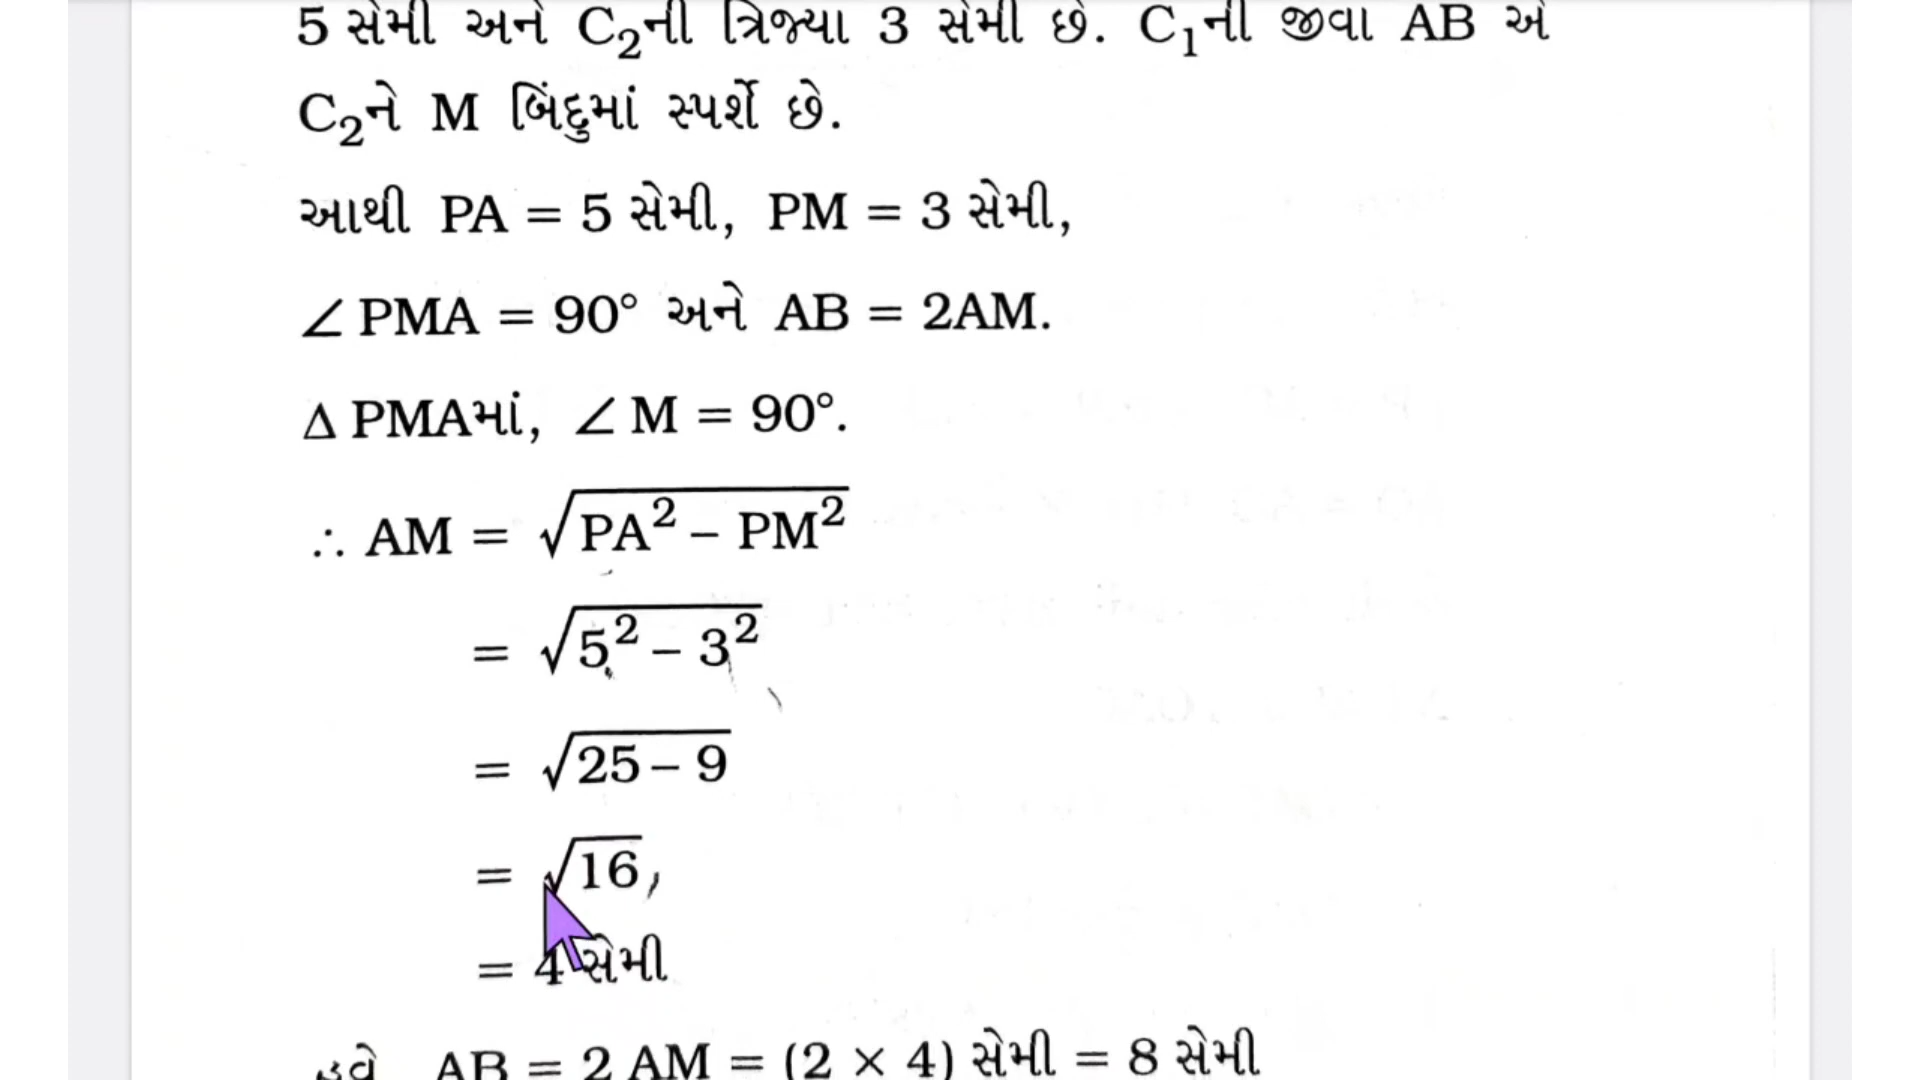 5 સેમી અને C₂ની ત્રિજ્યા 3 સેમી છે. C₁ની જીવા AB એ
C₂ને M બિંદુમાં સ્પર્શે છે.
આથી PA = 5 સેમી, PM = 3 સેમી,
∠PMA = 90° અને AB = 2AM.
Δ PMAમાં, ∠M = 90°.
∴ AM = √(PA² – PM²)
= √(5² – 3²)
= √(25 – 9)
= √16
= 4 સેમી
હવે AB = 2 AM = (2 × 4) સેમી = 8 સેમી